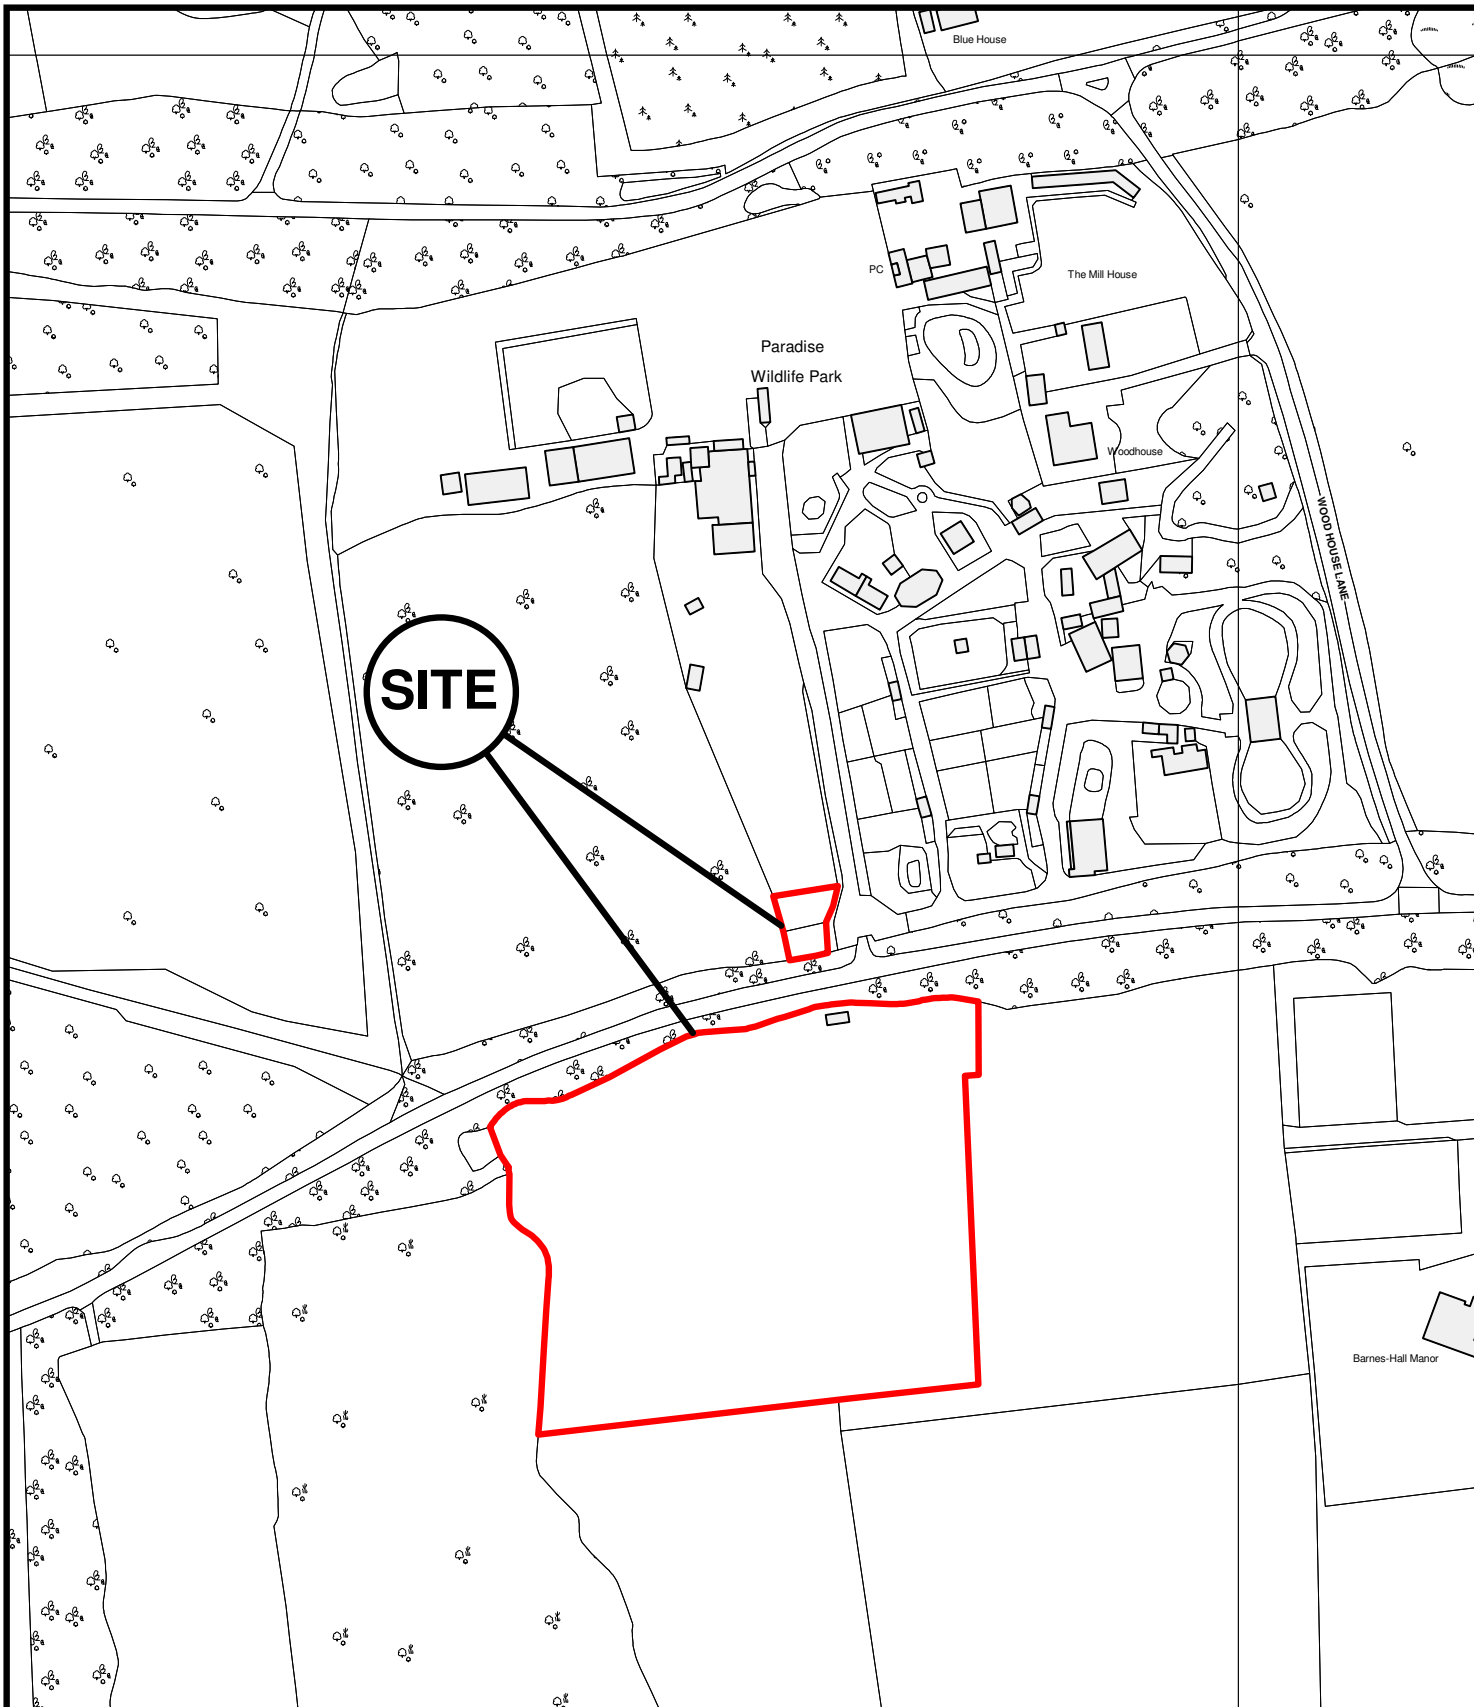 Blue House
PC
The Mill House
Paradise
Wildlife Park
Woodhouse
WOOD HOUSE LANE
SITE
Barnes-Hall Manor